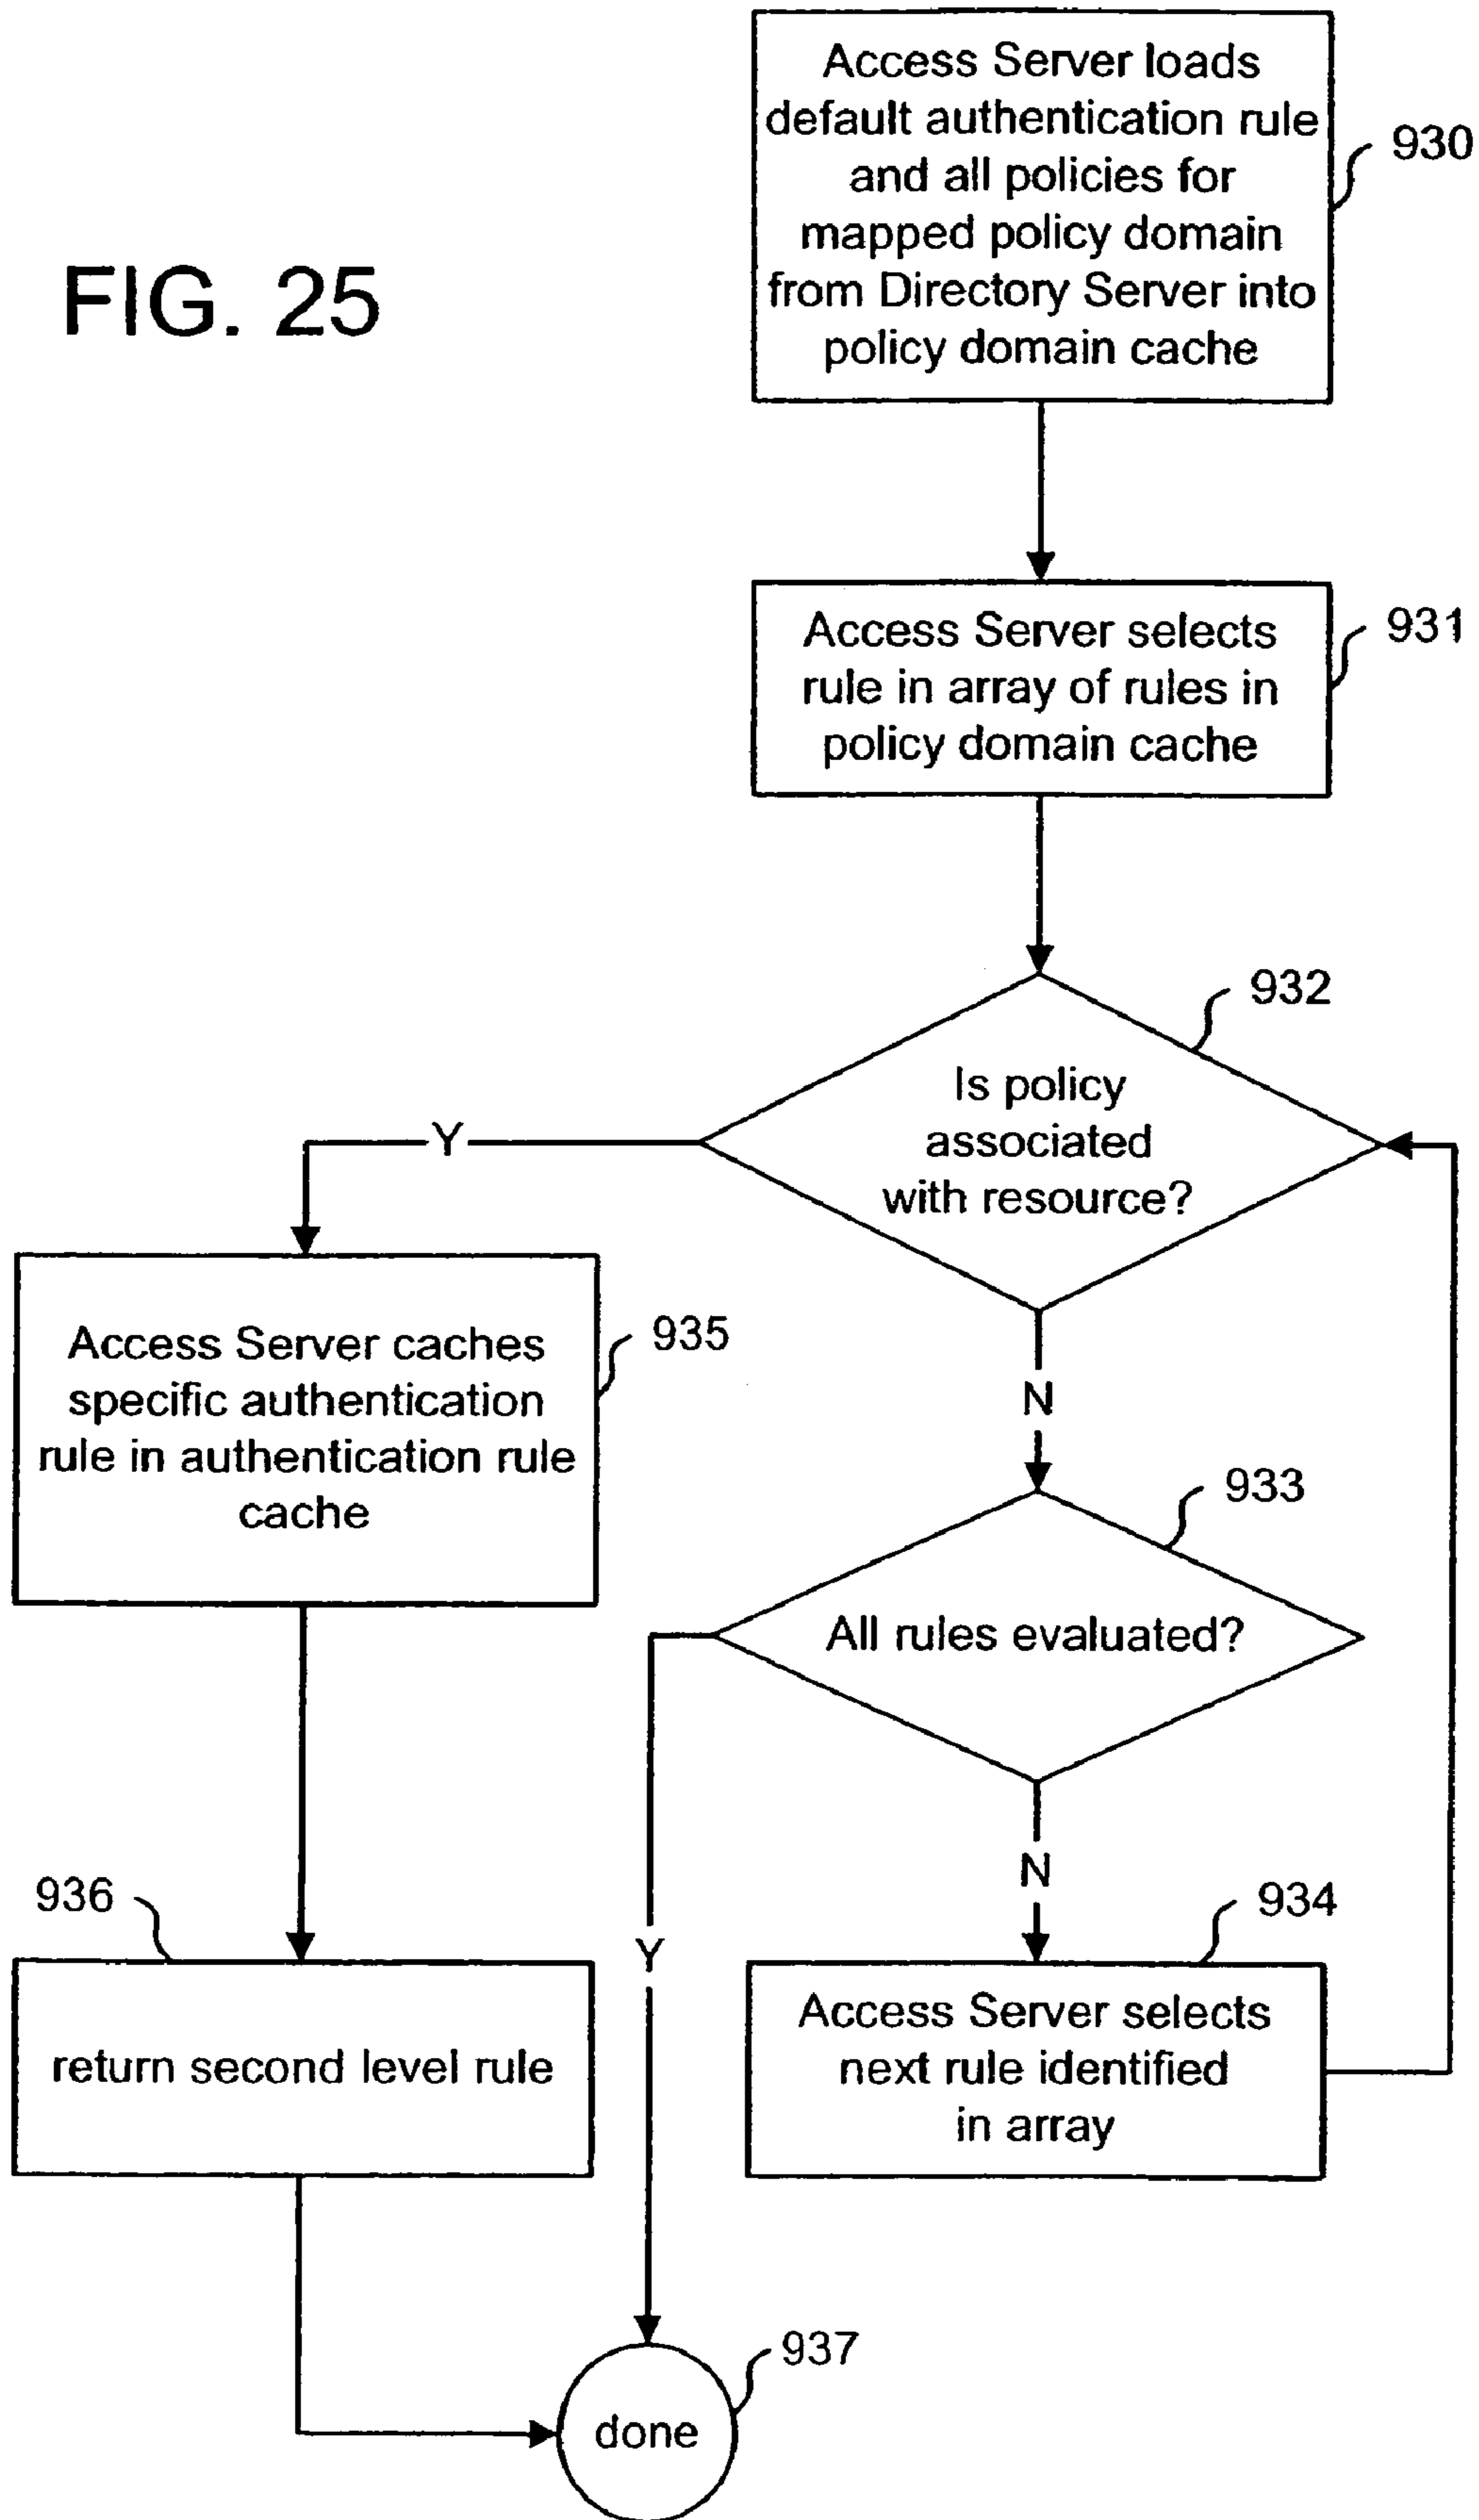 FIG. 25
Access Server loads
default authentication rule
and all policies for
mapped policy domain
from Directory Server into
policy domain cache
930
Access Server selects
rule in array of rules in
policy domain cache
931
932
Is policy
associated
with resource?
Y
N
Access Server caches
specific authentication
rule in authentication rule
cache
935
933
All rules evaluated?
Y
N
936
return second level rule
934
Access Server selects
next rule identified
in array
937
done